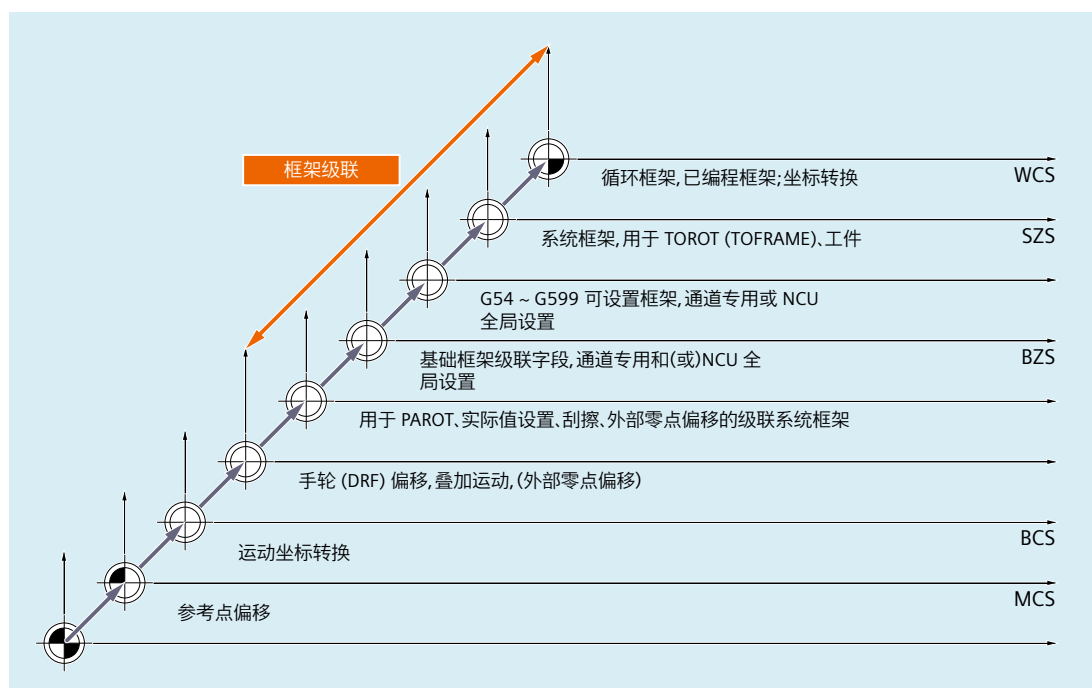 框架级联
循环框架,已编程框架;坐标转换
WCS
系统框架,用于 TOROT (TOFRAME)、工件
SZS
G54 ~ G599 可设置框架,通道专用或 NCU
全局设置
BZS
基础框架级联字段,通道专用和(或)NCU 全
局设置
用于 PAROT、实际值设置、刮擦、外部零点偏移的级联系统框架
手轮 (DRF) 偏移,叠加运动,(外部零点偏移)
BCS
运动坐标转换
MCS
参考点偏移